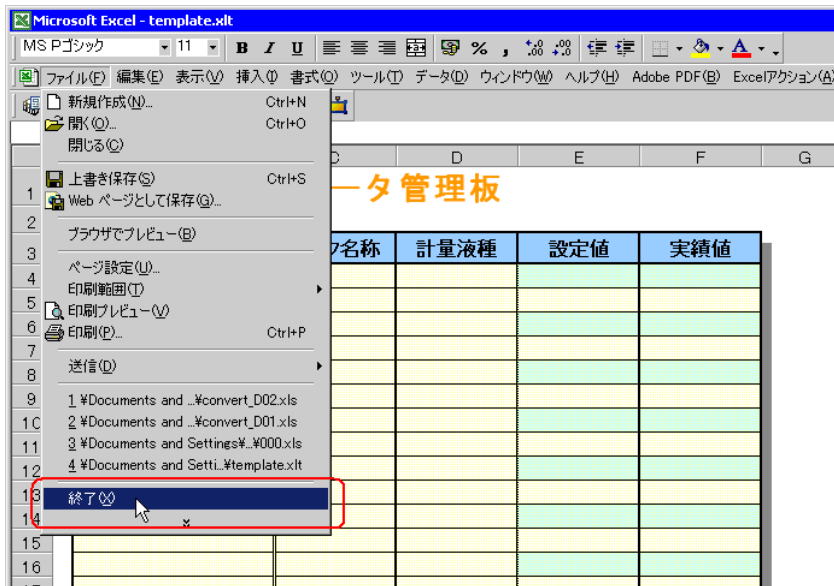 Microsoft Excel - template.xlt
MS Pゴシック 11 B I U % ,
ファイル(F) 編集(E) 表示(V) 挿入(I) 書式(O) ツール(T) データ(D) ウィンドウ(W) ヘルプ(H) Adobe PDF(B) Excelアクション(A
新規作成(N)... Ctrl+N
開く(O)... Ctrl+O
閉じる(C)
上書き保存(S) Ctrl+S
Web ページとして保存(G)...
ブラウザでプレビュー(B)
ページ設定(U)...
印刷範囲(T)
印刷プレビュー(V)
印刷(P)... Ctrl+P
送信(D)
1 ¥Documents and ...¥convert_D02.xls
2 ¥Documents and ...¥convert_D01.xls
3 ¥Documents and Settings¥...¥000.xls
4 ¥Documents and Setti...¥template.xlt
終了(X)
D E F G
1 ータ管理板
2
3 名称 計量液種 設定値 実績値
4
5
6
7
8
9
10
11
12
13
14
15
16